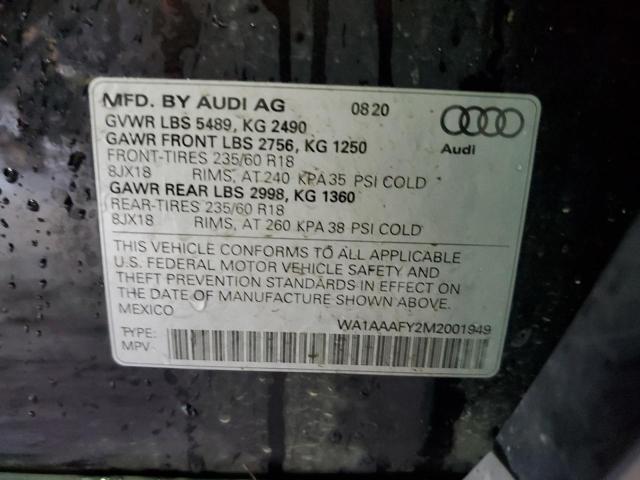 MFD. BY AUDI AG 08 20
GVWR LBS 5489, KG 2490
GAWR FRONT LBS 2756, KG 1250
FRONT-TIRES 235/60 R18
8JX18 RIMS, AT 240 KPA 35 PSI COLD
GAWR REAR LBS 2998, KG 1360
REAR-TIRES 235/60 R18
8JX18 RIMS, AT 260 KPA 38 PSI COLD
Audi
THIS VEHICLE CONFORMS TO ALL APPLICABLE
U.S. FEDERAL MOTOR VEHICLE SAFETY AND
THEFT PREVENTION STANDARDS IN EFFECT ON
THE DATE OF MANUFACTURE SHOWN ABOVE.
MEXICO
WA1AAAFY2M2001949
TYPE:
MPV